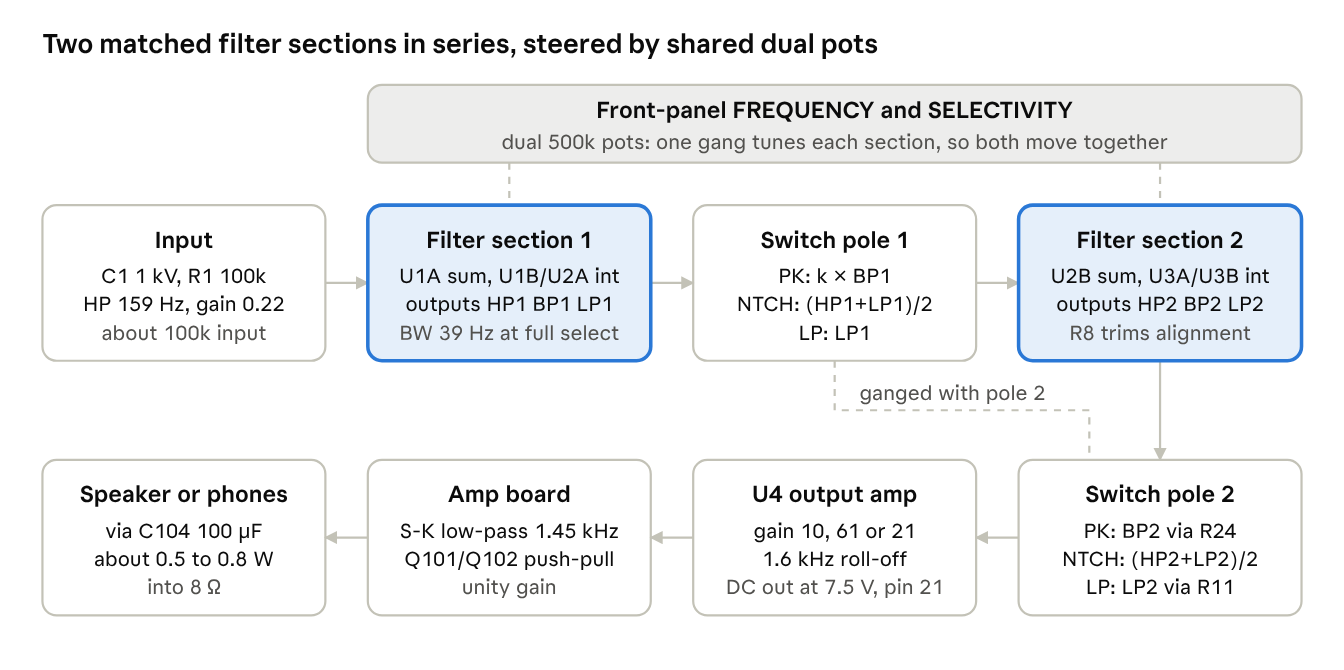 Two matched filter sections in series, steered by shared dual pots
Front-panel FREQUENCY and SELECTIVITY
dual 500k pots: one gang tunes each section, so both move together
Input
C1 1 kV, R1 100k
HP 159 Hz, gain 0.22
about 100k input
Filter section 1
U1A sum, U1B/U2A int
outputs HP1 BP1 LP1
BW 39 Hz at full select
Switch pole 1
PK: k × BP1
NTCH: (HP1+LP1)/2
LP: LP1
Filter section 2
U2B sum, U3A/U3B int
outputs HP2 BP2 LP2
R8 trims alignment
ganged with pole 2
Speaker or phones
via C104 100 µF
about 0.5 to 0.8 W
into 8 Ω
Amp board
S-K low-pass 1.45 kHz
Q101/Q102 push-pull
unity gain
U4 output amp
gain 10, 61 or 21
1.6 kHz roll-off
DC out at 7.5 V, pin 21
Switch pole 2
PK: BP2 via R24
NTCH: (HP2+LP2)/2
LP: LP2 via R11